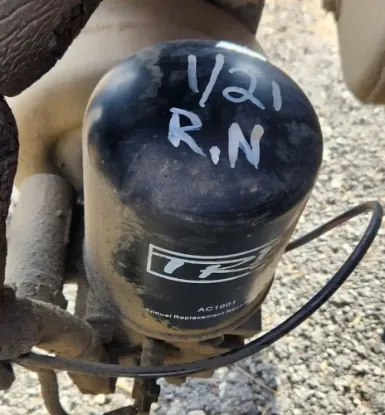 1/21
R.N
AC1001
Annual Replacement